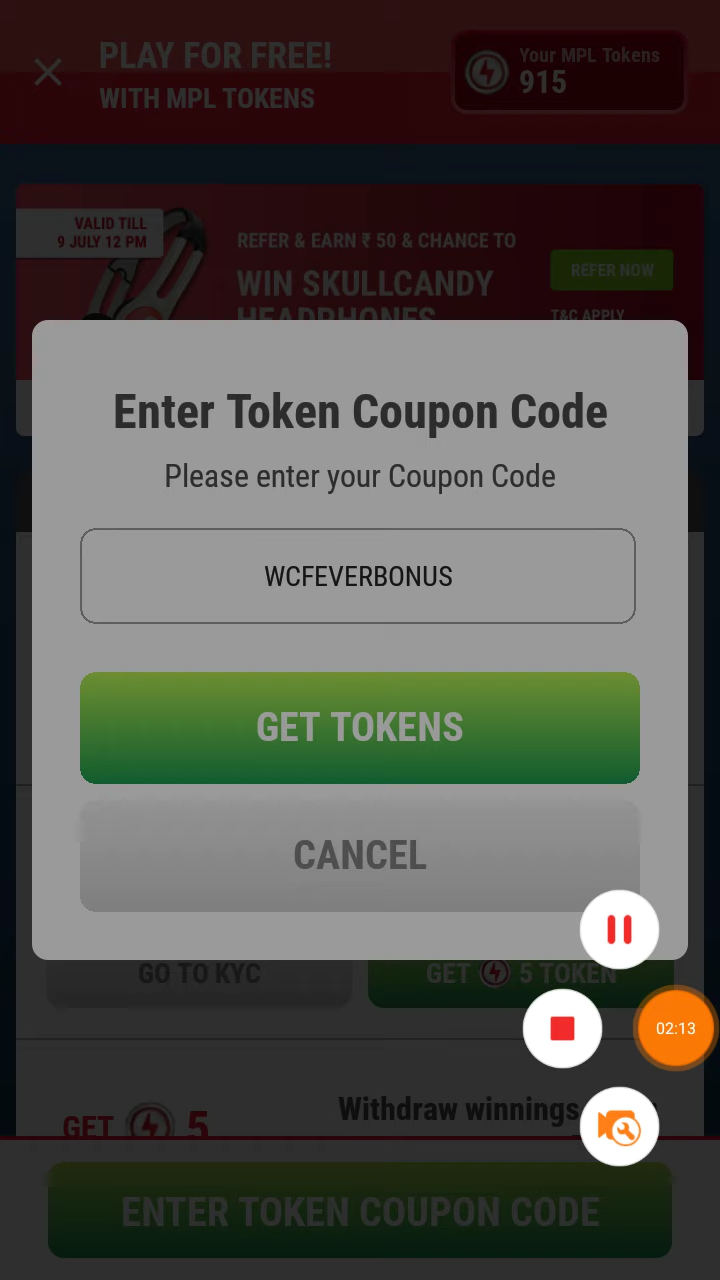 PLAY FOR FREE!
WITH MPL TOKENS
Your MPL Tokens
915
VALID TILL
9 JULY 12 PM
REFER & EARN ₹ 50 & CHANCE TO
WIN SKULLCANDY
HEADPHONES
REFER NOW
T&C APPLY
Enter Token Coupon Code
Please enter your Coupon Code
WCFEVERBONUS
GET TOKENS
CANCEL
GO TO KYC
GET 5 TOKEN
02:13
GET 5
Withdraw winnings
ENTER TOKEN COUPON CODE